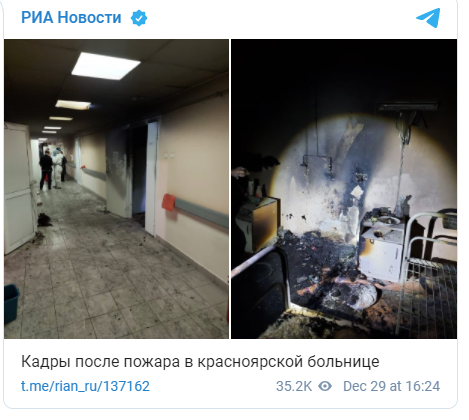 РИА Новости
Кадры после пожара в красноярской больнице
t.me/rian_ru/137162 35.2K Dec 29 at 16:24